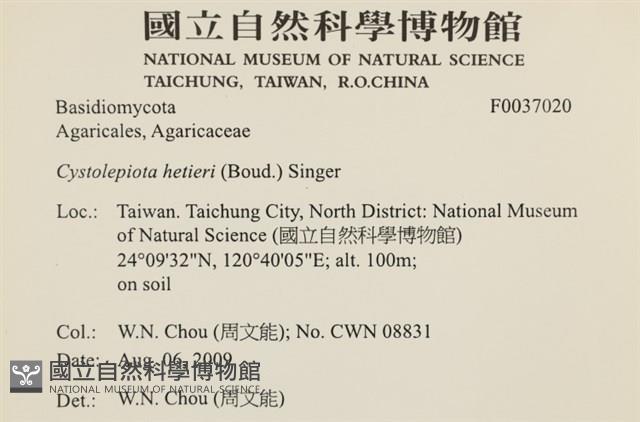 國立自然科學博物館
NATIONAL MUSEUM OF NATURAL SCIENCE
TAICHUNG, TAIWAN, R.O.CHINA
Basidiomycota F0037020
Agaricales, Agaricaceae
Cystolepiota hetieri (Boud.) Singer
Loc.: Taiwan. Taichung City, North District: National Museum
of Natural Science (國立自然科學博物館)
24°09'32"N, 120°40'05"E; alt. 100m;
on soil
Col.: W.N. Chou (周文能); No. CWN 08831
Date: Aug. 06, 2009
國立自然科學博物館
NATIONAL MUSEUM OF NATURAL SCIENCE
Det.: W.N. Chou (周文能)